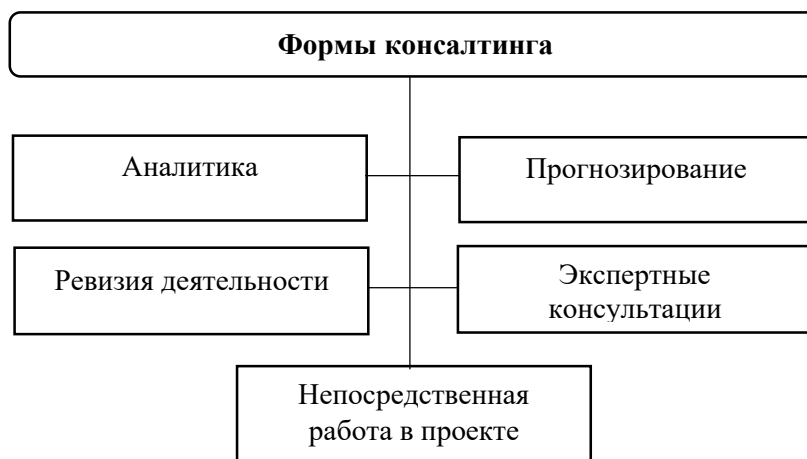 Формы консалтинга
Аналитика
Прогнозирование
Ревизия деятельности
Экспертные
консультации
Непосредственная
работа в проекте